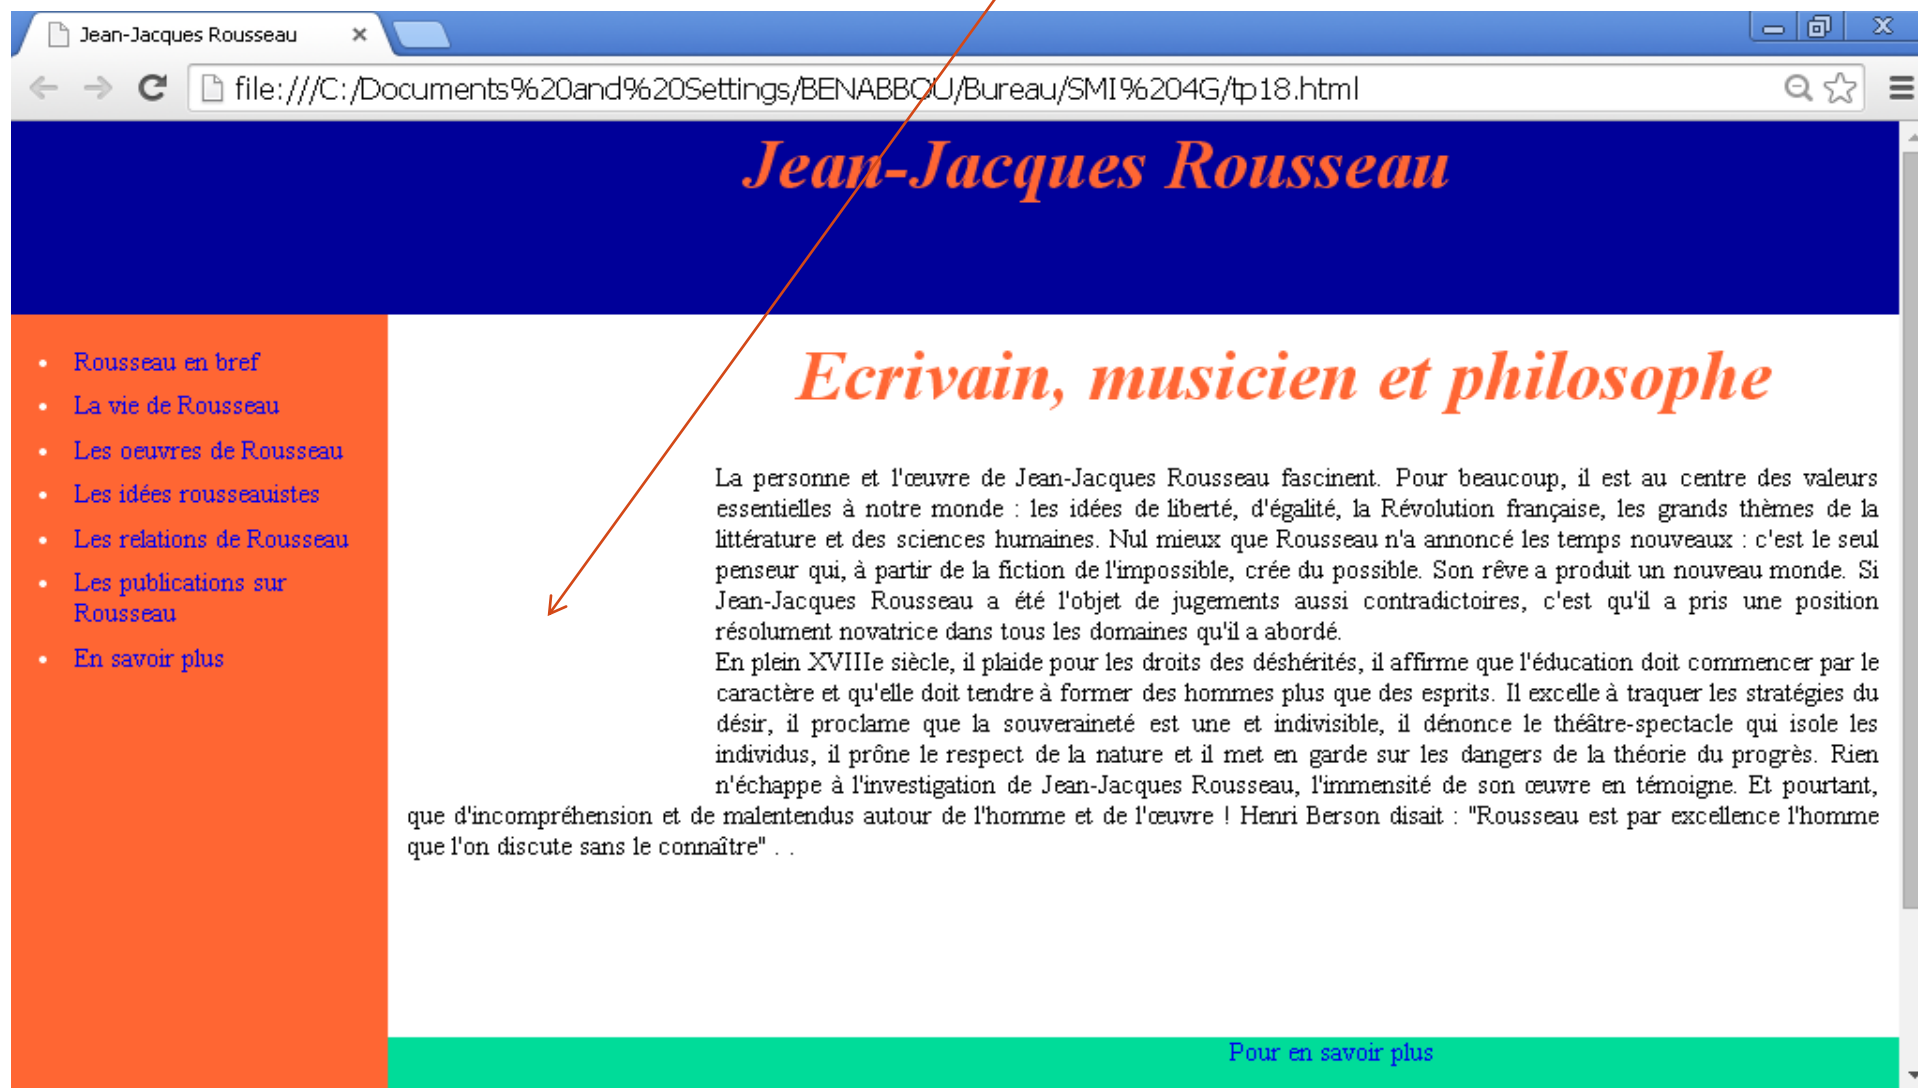 Jean-Jacques Rousseau
file:///C:/Documents%20and%20Settings/BENABBOU/Bureau/SMI%204G/tp18.html
Jean-Jacques Rousseau
Rousseau en bref
La vie de Rousseau
Les oeuvres de Rousseau
Les idées rousseauistes
Les relations de Rousseau
Les publications sur
Rousseau
En savoir plus
Ecrivain, musicien et philosophe
La personne et l'œuvre de Jean-Jacques Rousseau fascinent. Pour beaucoup, il est au centre des valeurs
essentielles à notre monde : les idées de liberté, d'égalité, la Révolution française, les grands thèmes de la
littérature et des sciences humaines. Nul mieux que Rousseau n'a annoncé les temps nouveaux : c'est le seul
penseur qui, à partir de la fiction de l'impossible, crée du possible. Son rêve a produit un nouveau monde. Si
Jean-Jacques Rousseau a été l'objet de jugements aussi contradictoires, c'est qu'il a pris une position
résolument novatrice dans tous les domaines qu'il a abordé.
En plein XVIIIe siècle, il plaide pour les droits des déshérités, il affirme que l'éducation doit commencer par le
caractère et qu'elle doit tendre à former des hommes plus que des esprits. Il excelle à traquer les stratégies du
désir, il proclame que la souveraineté est une et indivisible, il dénonce le théâtre-spectacle qui isole les
individus, il prône le respect de la nature et il met en garde sur les dangers de la théorie du progrès. Rien
n'échappe à l'investigation de Jean-Jacques Rousseau, l'immensité de son œuvre en témoigne. Et pourtant,
que d'incompréhension et de malentendus autour de l'homme et de l'œuvre ! Henri Berson disait : "Rousseau est par excellence l'homme
que l'on discute sans le connaître" . .
Pour en savoir plus